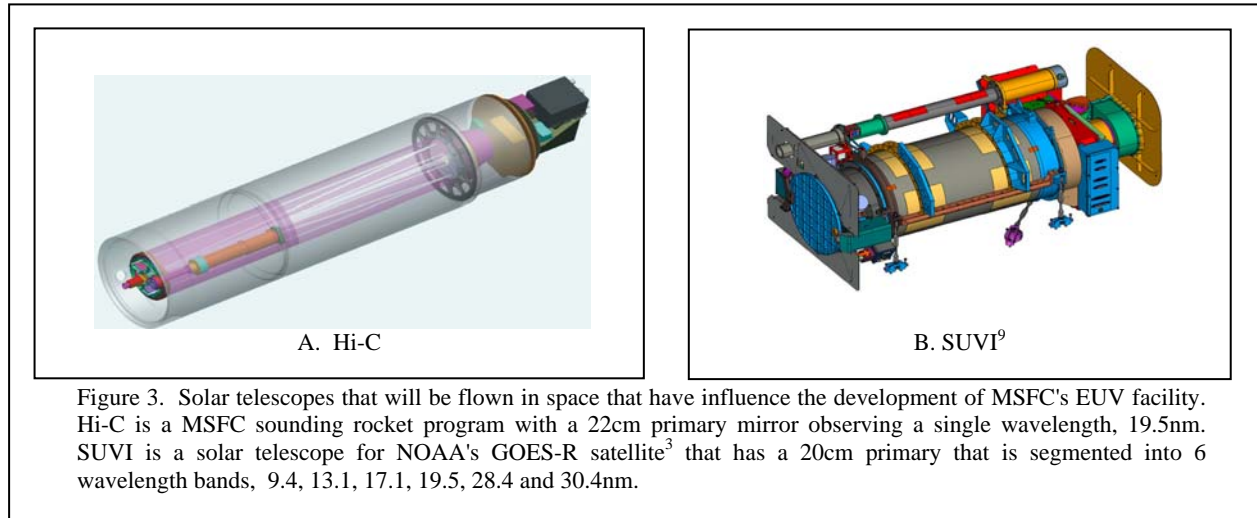 A. Hi-C
B. SUVI9
Figure 3. Solar telescopes that will be flown in space that have influence the development of MSFC's EUV facility.
Hi-C is a MSFC sounding rocket program with a 22cm primary mirror observing a single wavelength, 19.5nm.
SUVI is a solar telescope for NOAA's GOES-R satellite3 that has a 20cm primary that is segmented into 6
wavelength bands, 9.4, 13.1, 17.1, 19.5, 28.4 and 30.4nm.